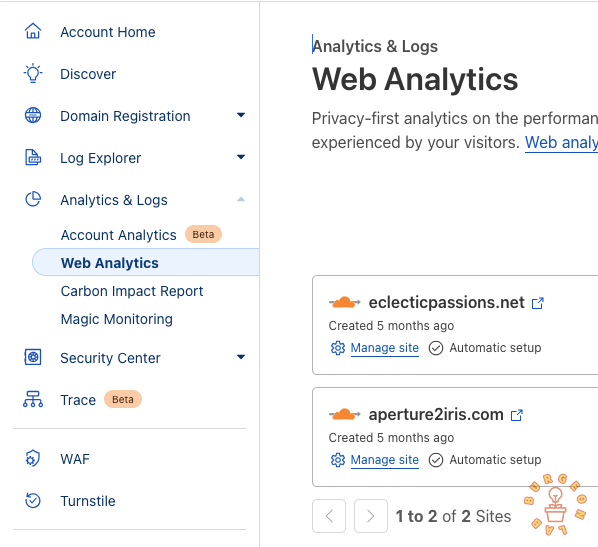 Account Home
Discover
Domain Registration
Log Explorer
Analytics & Logs
Account Analytics Beta
Web Analytics
Carbon Impact Report
Magic Monitoring
Security Center
Trace Beta
WAF
Turnstile
Analytics & Logs
Web Analytics
Privacy-first analytics on the performan
experienced by your visitors. Web analy
eclecticpassions.net
Created 5 months ago
Manage site Automatic setup
aperture2iris.com
Created 5 months ago
Manage site Automatic setup
1 to 2 of 2 Sites